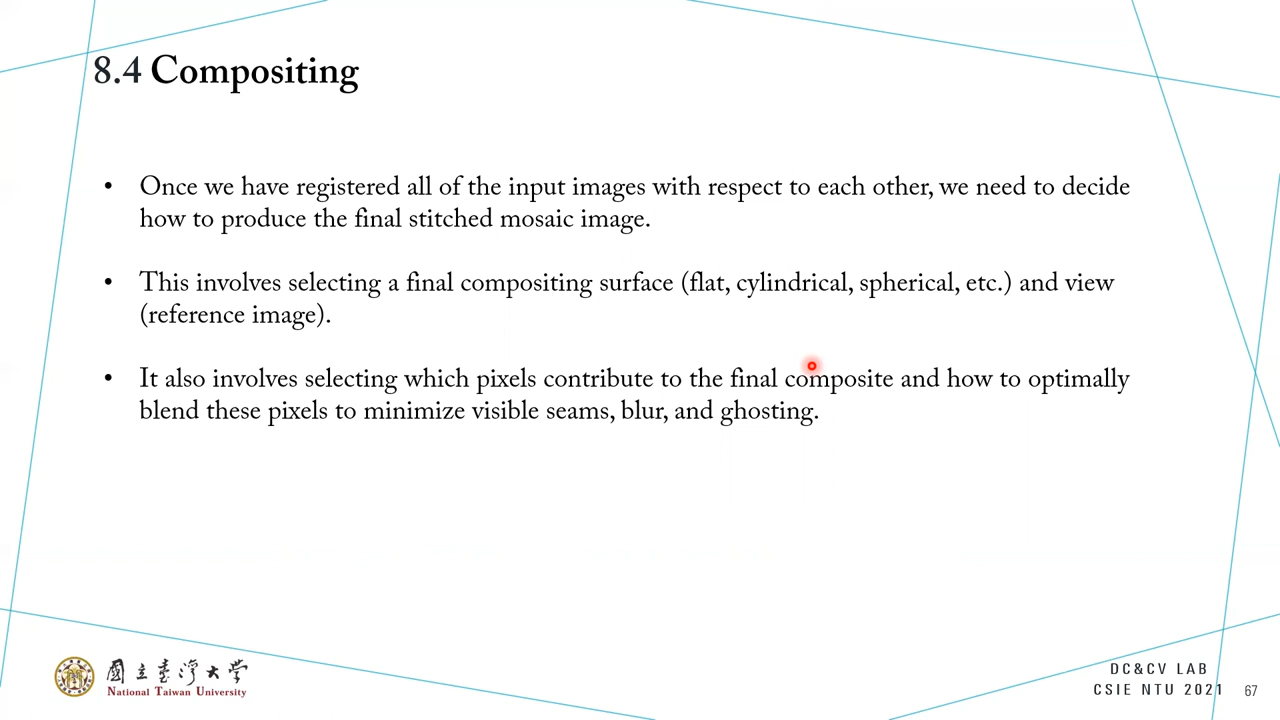 8.4 Compositing
• Once we have registered all of the input images with respect to each other, we need to decide
how to produce the final stitched mosaic image.
• This involves selecting a final compositing surface (flat, cylindrical, spherical, etc.) and view
(reference image).
• It also involves selecting which pixels contribute to the final composite and how to optimally
blend these pixels to minimize visible seams, blur, and ghosting.
國立臺灣大學
National Taiwan University
DC&CV LAB
CSIE NTU 2021
67